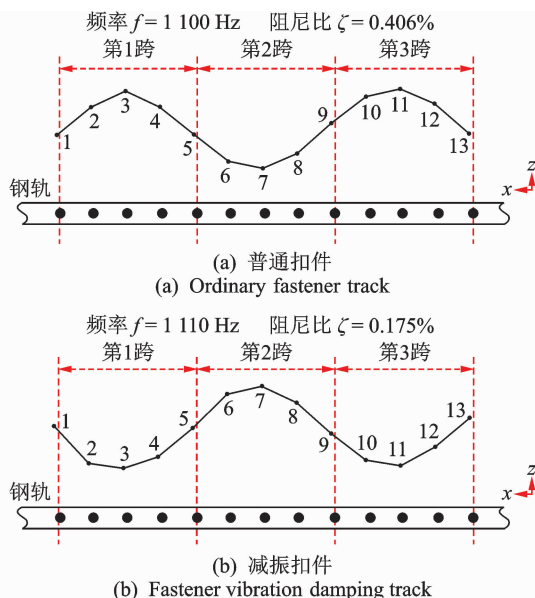 频率 f = 1 100 Hz 阻尼比 ζ = 0.406%
第1跨 第2跨 第3跨
1 2 3 4 5 6 7 8 9 10 11 12 13
钢轨
z
x
(a) 普通扣件
(a) Ordinary fastener track
频率 f = 1 110 Hz 阻尼比 ζ = 0.175%
第1跨 第2跨 第3跨
1 2 3 4 5 6 7 8 9 10 11 12 13
钢轨
z
x
(b) 减振扣件
(b) Fastener vibration damping track